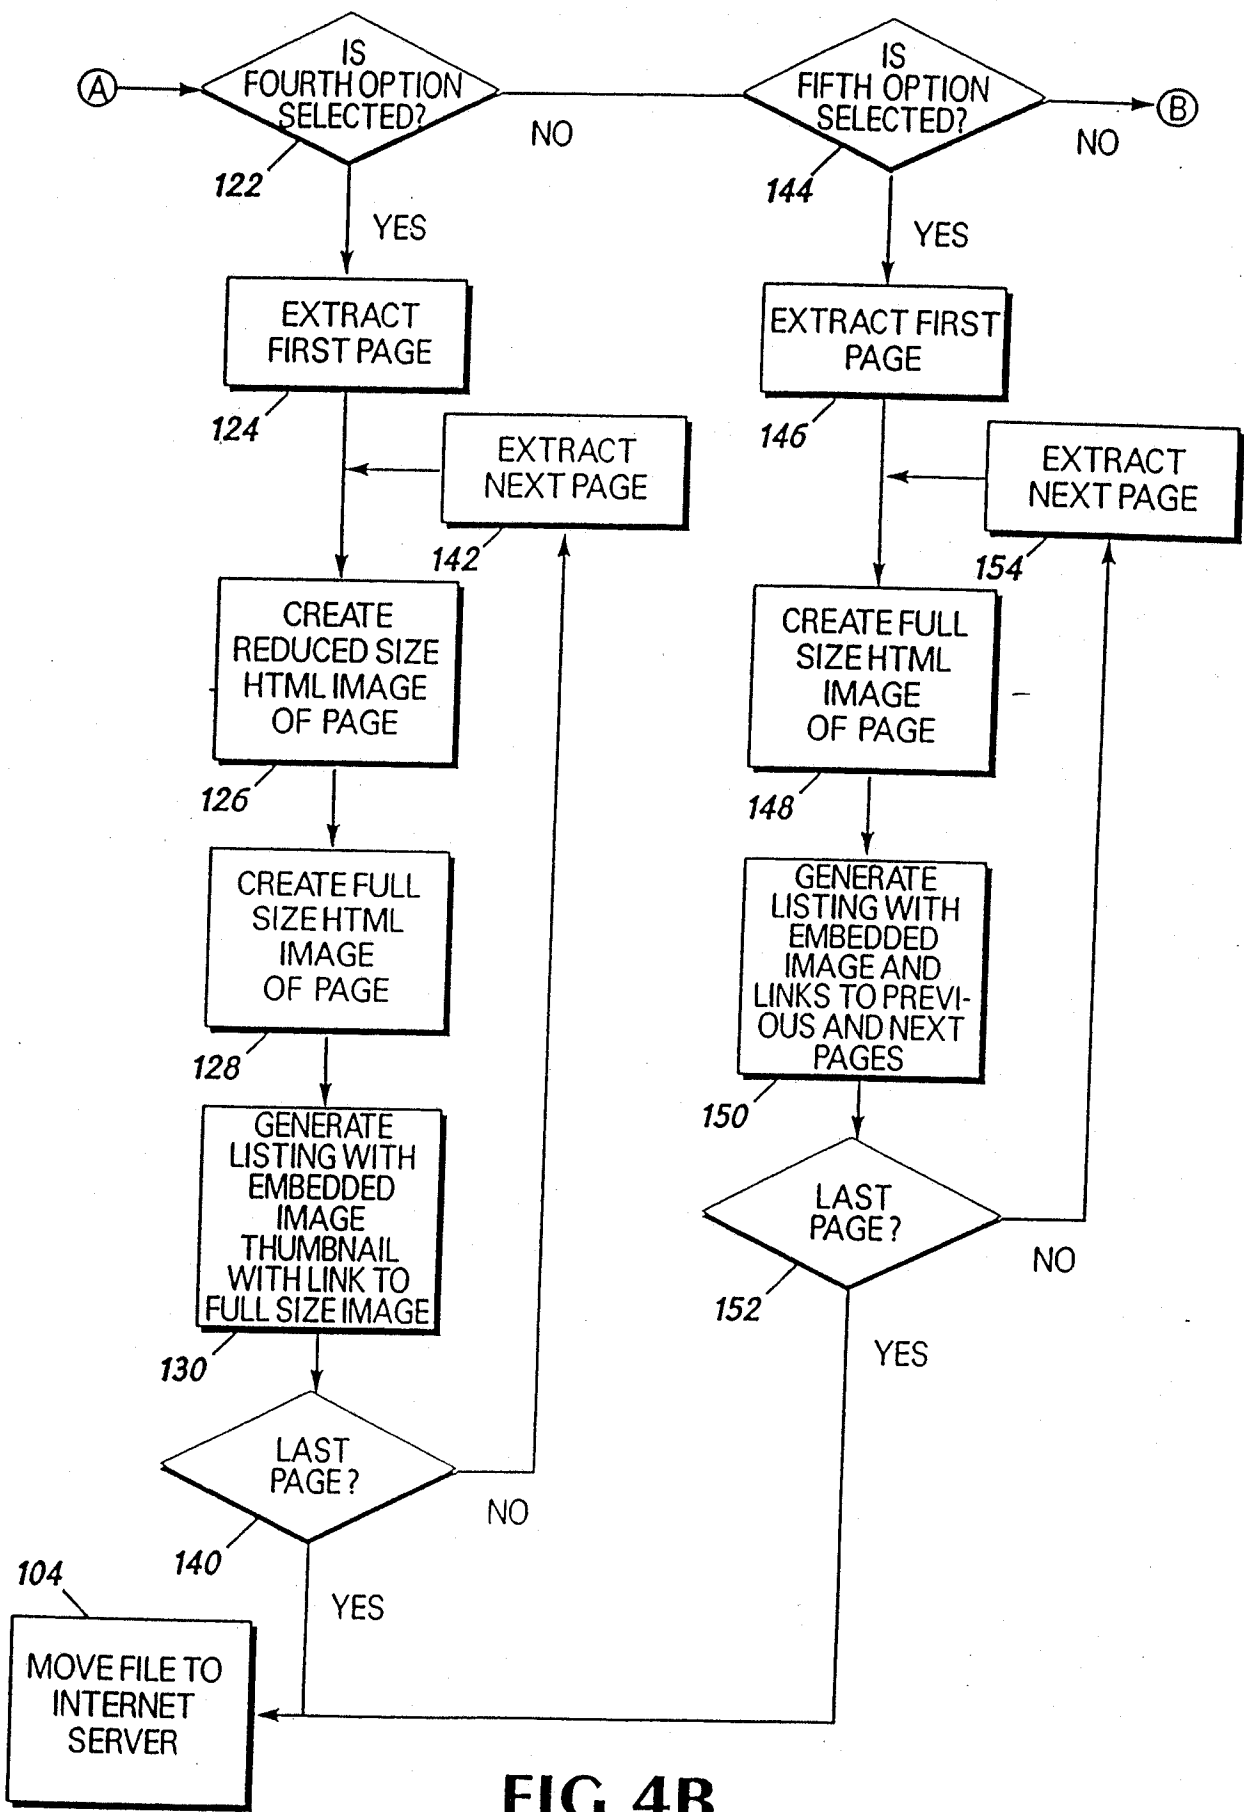 A
IS
FOURTH OPTION
SELECTED?
NO
122
YES
EXTRACT
FIRST PAGE
124
EXTRACT
NEXT PAGE
142
CREATE
REDUCED SIZE
HTML IMAGE
OF PAGE
126
CREATE FULL
SIZE HTML
IMAGE
OF PAGE
128
GENERATE
LISTING WITH
EMBEDDED
IMAGE
THUMBNAIL
WITH LINK TO
FULL SIZE IMAGE
130
LAST
PAGE?
NO
140
YES
104
MOVE FILE TO
INTERNET
SERVER
IS
FIFTH OPTION
SELECTED?
NO
B
144
YES
EXTRACT FIRST
PAGE
146
EXTRACT
NEXT PAGE
154
CREATE FULL
SIZE HTML
IMAGE
OF PAGE
148
GENERATE
LISTING WITH
EMBEDDED
IMAGE AND
LINKS TO PREVI-
OUS AND NEXT
PAGES
150
LAST
PAGE?
NO
152
YES
FIG. 4B